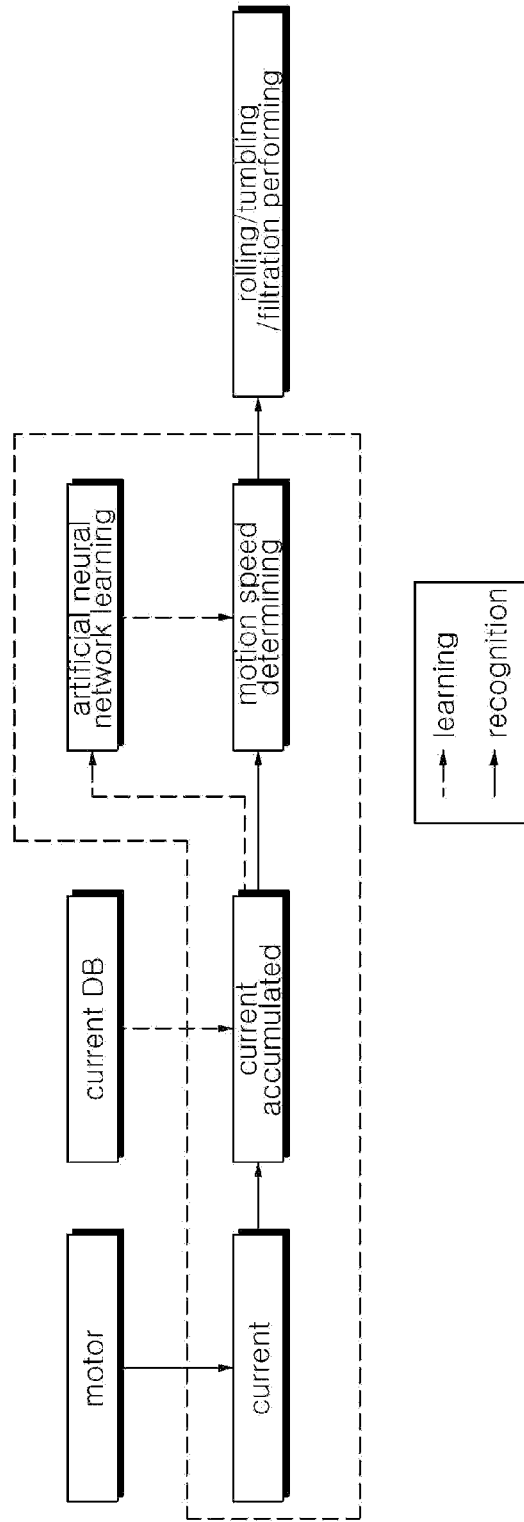 motor
current DB
artificial neural
network learning
current
current
accumulated
motion speed
determining
rolling/tumbling
/filtration performing
learning
recognition